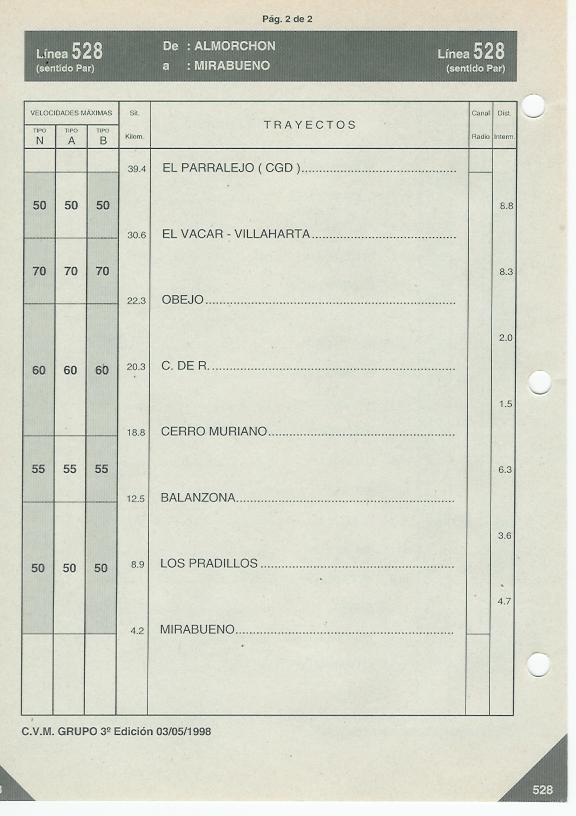 Pág. 2 de 2
Línea 528 De : ALMORCHON Línea 528
(sentido Par) a : MIRABUENO (sentido Par)
VELOCIDADES MÁXIMAS Sit. Canal Dist.
TRAYECTOS
TIPO TIPO TIPO Kilom. Radio Interm.
N A B
39.4 EL PARRALEJO ( CGD )
50 50 50 8.8
30.6 EL VACAR - VILLAHARTA
70 70 70 8.3
22.3 OBEJO
2.0
60 60 60 20.3 C. DE R.
1.5
18.8 CERRO MURIANO
55 55 55 6.3
12.5 BALANZONA
3.6
50 50 50 8.9 LOS PRADILLOS
4.7
4.2 MIRABUENO
C.V.M. GRUPO 3º Edición 03/05/1998
528